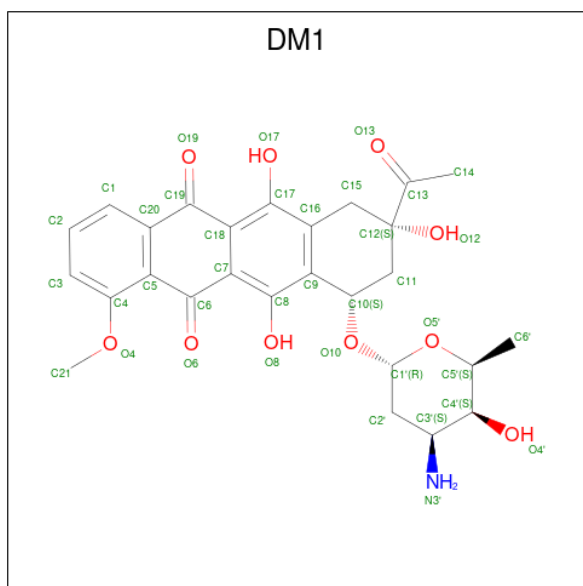 DM1
O19
O17
HO
O
O13
O
C14
C1
C19
C17
C15
C13
C2
C20
C16
C12(S)
OH
O12
C18
C3
C5
C7
C9
C11
C4
C6
C8
C10(S)
O
O
OH
O
O5'
O
C6'
C21
O4
O6
O8
O10
C1'(R)
C5'(S)
C4'(S)
C2'
C3'(S)
OH
O4'
NH2
N3'